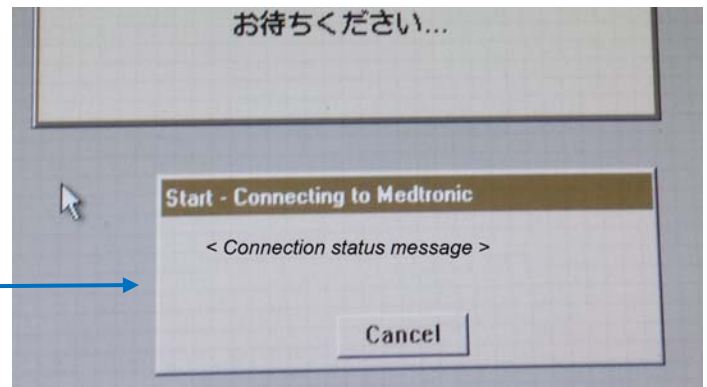 お待ちください...
Start - Connecting to Medtronic
< Connection status message >
Cancel